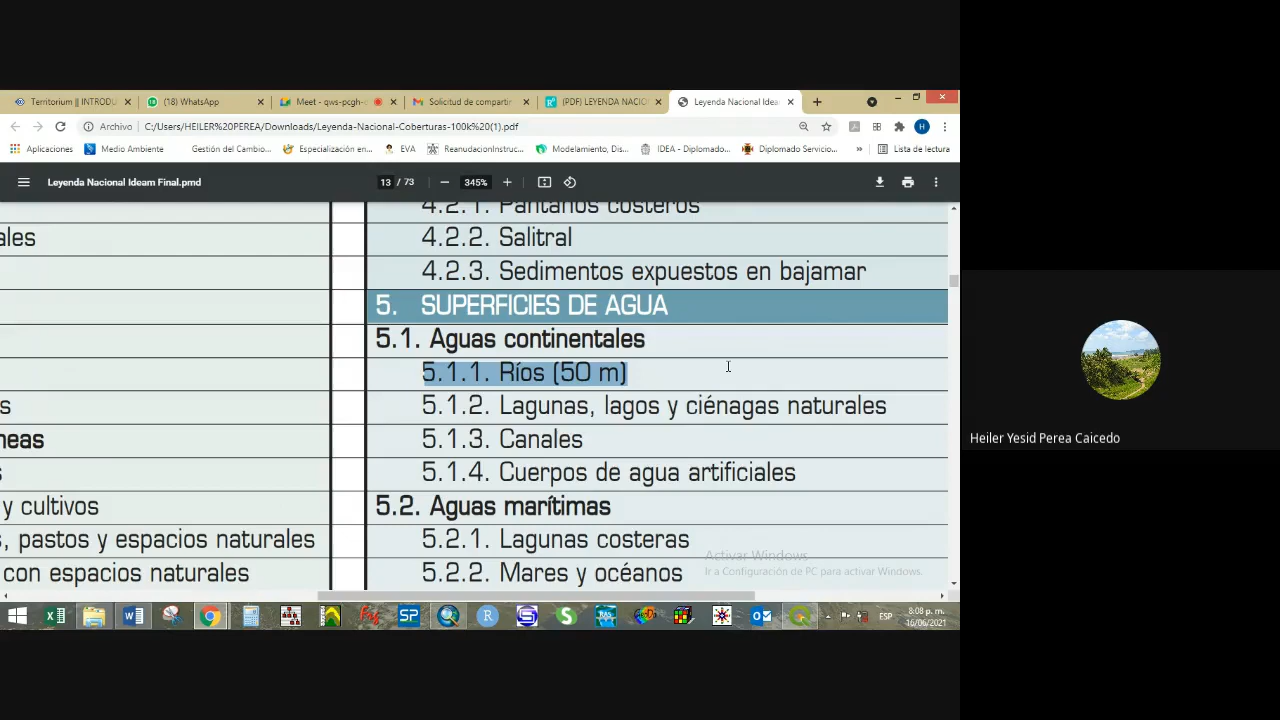 Territorium || INTRODU
(18) WhatsApp
Meet - qws-pcgh-
Solicitud de compartir
(PDF) LEYENDA NACIO
Leyenda Nacional Idea
Archivo
C:/Users/HEILER%20PEREA/Downloads/Leyenda-Nacional-Coberturas-100k%20(1).pdf
Aplicaciones
Medio Ambiente
Gestión del Cambio...
Especialización en...
EVA
ReanudacionInstruc...
Modelamiento, Dis...
IDEA - Diplomado...
Diplomado Servicio...
»
Lista de lectura
Leyenda Nacional Ideam Final.pmd
13 / 73
345%
4.2.1. Pantanos costeros
ales
4.2.2. Salitral
4.2.3. Sedimentos expuestos en bajamar
5. SUPERFICIES DE AGUA
5.1. Aguas continentales
5.1.1. Ríos (50 m)
s
5.1.2. Lagunas, lagos y ciénagas naturales
neas
5.1.3. Canales
s
5.1.4. Cuerpos de agua artificiales
y cultivos
5.2. Aguas marítimas
, pastos y espacios naturales
5.2.1. Lagunas costeras
con espacios naturales
5.2.2. Mares y océanos
Activar Windows
Ir a Configuración de PC para activar Windows.
SP
R
ESP
8:08 p. m.
16/06/2021
Heiler Yesid Perea Caicedo